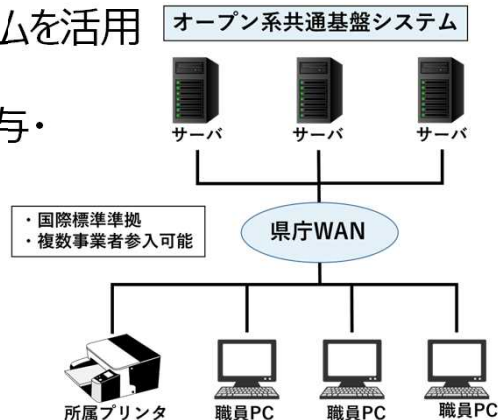 ムを活用
与・
オープン系共通基盤システム
サーバ
サーバ
サーバ
・国際標準準拠
・複数事業者参入可能
県庁WAN
所属プリンタ
職員PC
職員PC
職員PC